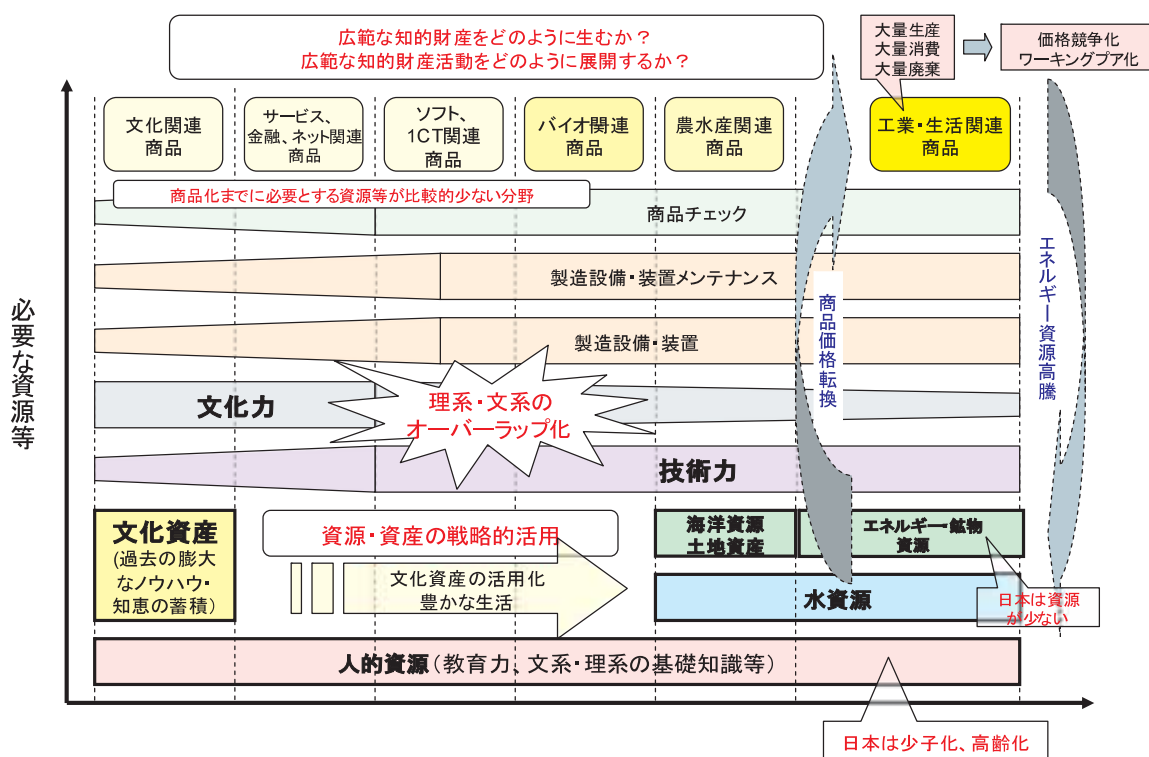 広範な知的財産をどのように生むか？
広範な知的財産活動をどのように展開するか？
大量生産
大量消費
大量廃棄
価格競争化
ワーキングプア化
文化関連
商品
サービス、
金融、ネット関連
商品
ソフト、
1CT関連
商品
バイオ関連
商品
農水産関連
商品
工業・生活関連
商品
商品化までに必要とする資源等が比較的少ない分野
商品チェック
製造設備・装置メンテナンス
製造設備・装置
必要な資源等
文化力
理系・文系の
オーバーラップ化
技術力
商品価格転換
エネルギー資源高騰
文化資産
(過去の膨大
なノウハウ・
知恵の蓄積)
資源・資産の戦略的活用
文化資産の活用化
豊かな生活
海洋資源
土地資産
エネルギー・鉱物
資源
水資源
日本は資源
が少ない
人的資源(教育力、文系・理系の基礎知識等)
日本は少子化、高齢化